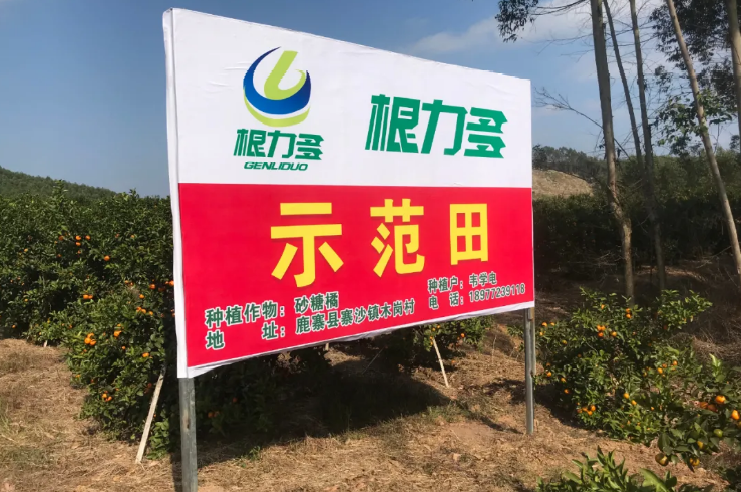 根力多
GENLIDUO
根力多
示范田
种植作物：砂糖橘
种植户：韦学电
地 址：鹿寨县寨沙镇木岗村
电 话：18977239118